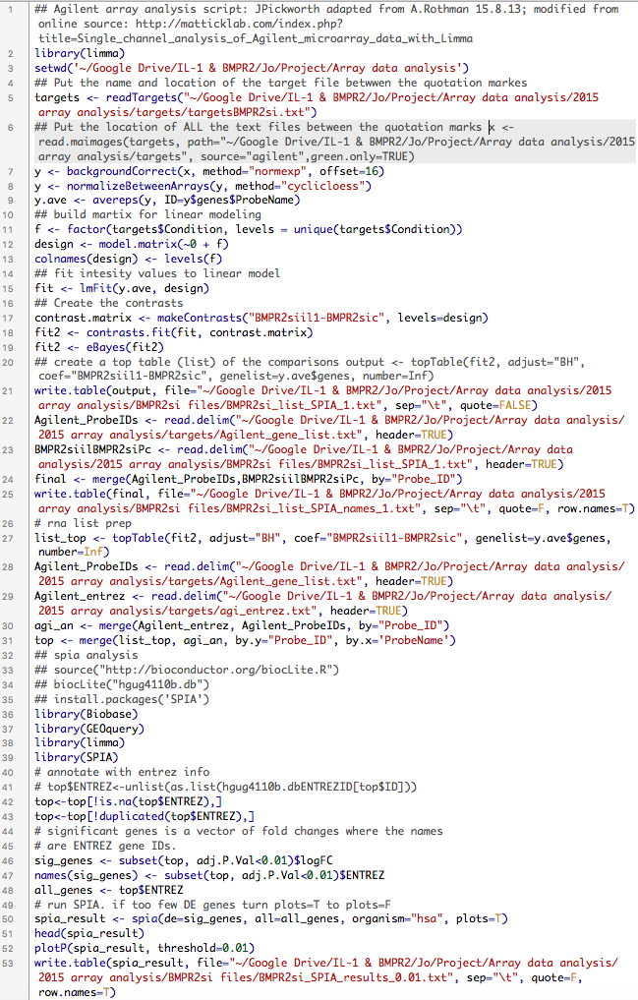 1 ## Agilent array analysis script: JPickworth adapted from A.Rothman 15.8.13; modified from
online source: http://matticklab.com/index.php?
title=Single_channel_analysis_of_Agilent_microarray_data_with_Limma
2 library(limma)
3 setwd('~/Google Drive/IL-1 & BMPR2/Jo/Project/Array data analysis')
4 ## Put the name and location of the target file betwwen the quotation markes
5 targets <- readTargets("~/Google Drive/IL-1 & BMPR2/Jo/Project/Array data analysis/2015
array analysis/targets/targetsBMPR2si.txt")
6 ## Put the location of ALL the text files between the quotation marks x <-
read.maimages(targets, path="~/Google Drive/IL-1 & BMPR2/Jo/Project/Array data analysis/2015
array analysis/targets", source="agilent",green.only=TRUE)
7 y <- backgroundCorrect(x, method="normexp", offset=16)
8 y <- normalizeBetweenArrays(y, method="cyclicloess")
9 y.ave <- avereps(y, ID=y$genes$ProbeName)
10 ## build martix for linear modeling
11 f <- factor(targets$Condition, levels = unique(targets$Condition))
12 design <- model.matrix(~0 + f)
13 colnames(design) <- levels(f)
14 ## fit intesity values to linear model
15 fit <- lmFit(y.ave, design)
16 ## Create the contrasts
17 contrast.matrix <- makeContrasts("BMPR2siil1-BMPR2sic", levels=design)
18 fit2 <- contrasts.fit(fit, contrast.matrix)
19 fit2 <- eBayes(fit2)
20 ## create a top table (list) of the comparisons output <- topTable(fit2, adjust="BH",
coef="BMPR2siil1-BMPR2sic", genelist=y.ave$genes, number=Inf)
21 write.table(output, file="~/Google Drive/IL-1 & BMPR2/Jo/Project/Array data analysis/2015
array analysis/BMPR2si files/BMPR2si_list_SPIA_1.txt", sep="\t", quote=FALSE)
22 Agilent_ProbeIDs <- read.delim("~/Google Drive/IL-1 & BMPR2/Jo/Project/Array data analysis/
2015 array analysis/targets/Agilent_gene_list.txt", header=TRUE)
23 BMPR2siilBMPR2siPc <- read.delim("~/Google Drive/IL-1 & BMPR2/Jo/Project/Array data
analysis/2015 array analysis/BMPR2si files/BMPR2si_list_SPIA_1.txt", header=TRUE)
24 final <- merge(Agilent_ProbeIDs,BMPR2siilBMPR2siPc, by="Probe_ID")
25 write.table(final, file="~/Google Drive/IL-1 & BMPR2/Jo/Project/Array data analysis/2015
array analysis/BMPR2si files/BMPR2si_list_SPIA_names_1.txt", sep="\t", quote=F, row.names=T)
26 # rna list prep
27 list_top <- topTable(fit2, adjust="BH", coef="BMPR2siil1-BMPR2sic", genelist=y.ave$genes,
number=Inf)
28 Agilent_ProbeIDs <- read.delim("~/Google Drive/IL-1 & BMPR2/Jo/Project/Array data analysis/
2015 array analysis/targets/Agilent_gene_list.txt", header=TRUE)
29 Agilent_entrez <- read.delim("~/Google Drive/IL-1 & BMPR2/Jo/Project/Array data analysis/
2015 array analysis/targets/agi_entrez.txt", header=TRUE)
30 agi_an <- merge(Agilent_entrez, Agilent_ProbeIDs, by="Probe_ID")
31 top <- merge(list_top, agi_an, by.y="Probe_ID", by.x='ProbeName')
32 ## spia analysis
33 ## source("http://bioconductor.org/biocLite.R")
34 ## biocLite("hgug4110b.db")
35 ## install.packages('SPIA')
36 library(Biobase)
37 library(GEOquery)
38 library(limma)
39 library(SPIA)
40 # annotate with entrez info
41 # top$ENTREZ<-unlist(as.list(hgug4110b.dbENTREZID[top$ID]))
42 top<-top[!is.na(top$ENTREZ),]
43 top<-top[!duplicated(top$ENTREZ),]
44 # significant genes is a vector of fold changes where the names
45 # are ENTREZ gene IDs.
46 sig_genes <- subset(top, adj.P.Val<0.01)$logFC
47 names(sig_genes) <- subset(top, adj.P.Val<0.01)$ENTREZ
48 all_genes <- top$ENTREZ
49 # run SPIA. if too few DE genes turn plots=T to plots=F
50 spia_result <- spia(de=sig_genes, all=all_genes, organism="hsa", plots=T)
51 head(spia_result)
52 plotP(spia_result, threshold=0.01)
53 write.table(spia_result, file="~/Google Drive/IL-1 & BMPR2/Jo/Project/Array data analysis/
2015 array analysis/BMPR2si files/BMPR2si_SPIA_results_0.01.txt", sep="\t", quote=F,
row.names=T)